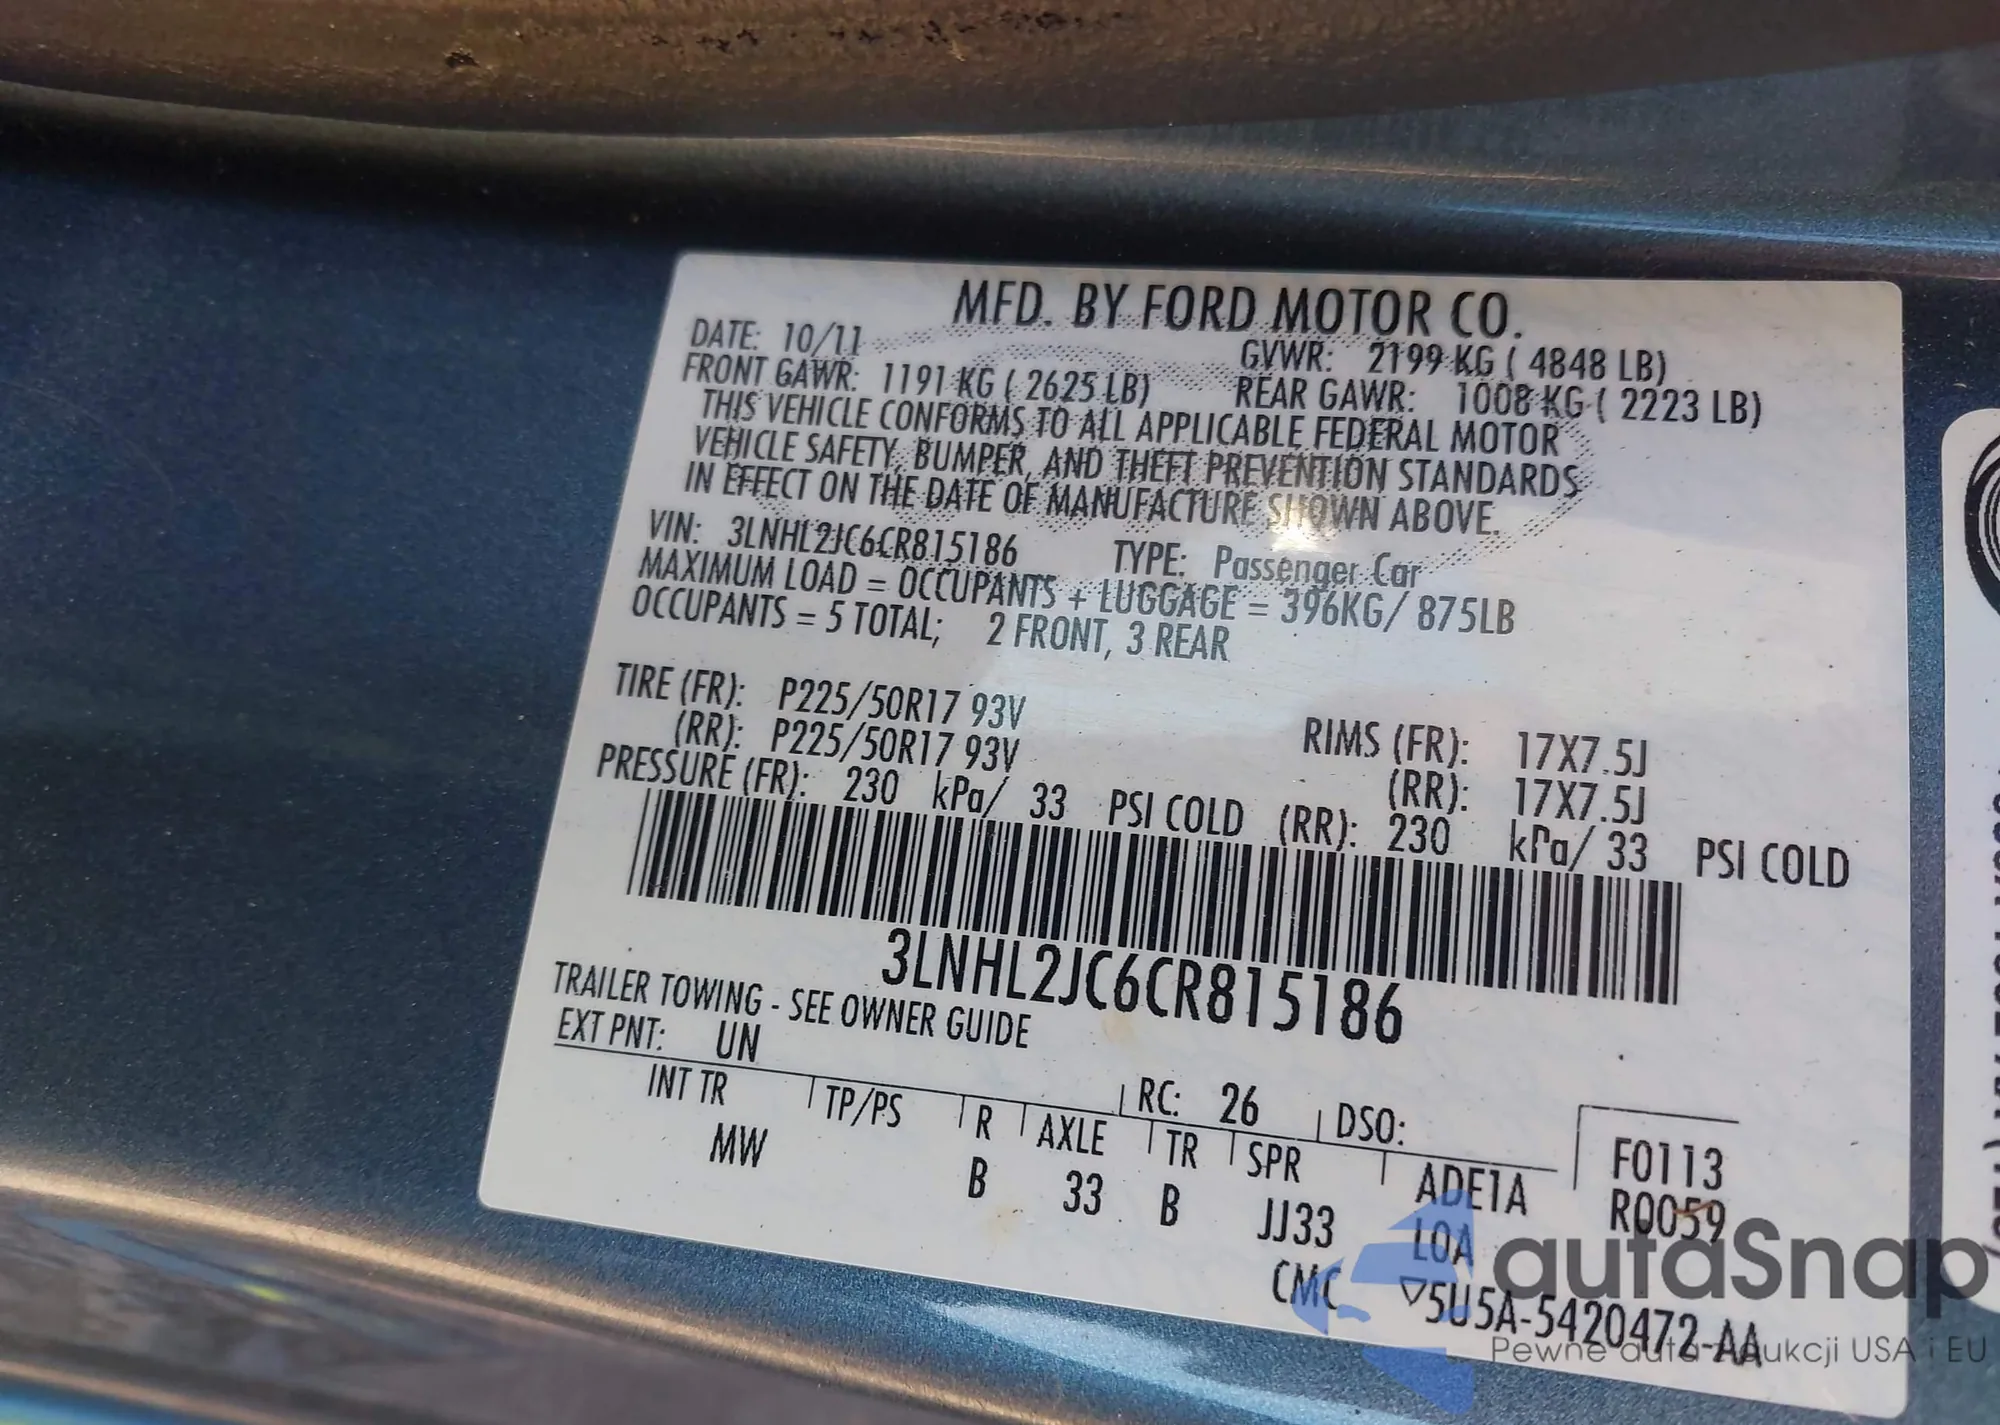 MFD. BY FORD MOTOR CO.
DATE: 10/11 GVWR: 2199 KG ( 4848 LB)
FRONT GAWR: 1191 KG ( 2625 LB) REAR GAWR: 1008 KG ( 2223 LB)
THIS VEHICLE CONFORMS TO ALL APPLICABLE FEDERAL MOTOR
VEHICLE SAFETY, BUMPER, AND THEFT PREVENTION STANDARDS
IN EFFECT ON THE DATE OF MANUFACTURE SHOWN ABOVE.
VIN: 3LNHL2JC6CR815186 TYPE: Passenger Car
MAXIMUM LOAD = OCCUPANTS + LUGGAGE = 396KG/ 875LB
OCCUPANTS = 5 TOTAL; 2 FRONT, 3 REAR
TIRE (FR): P225/50R17 93V RIMS (FR): 17X7.5J
(RR): P225/50R17 93V (RR): 17X7.5J
PRESSURE (FR): 230 kPa/ 33 PSI COLD (RR): 230 kPa/ 33 PSI COLD
3LNHL2JC6CR815186
TRAILER TOWING - SEE OWNER GUIDE
EXT PNT: UN RC: 26 DSO: F0113
INT TR TP/PS R AXLE TR SPR ADE1A R0059
MW B 33 B JJ33 LOA
CMC ▽5U5A-5420472-AA
autaSnap
Pewne auta z aukcji USA i EU